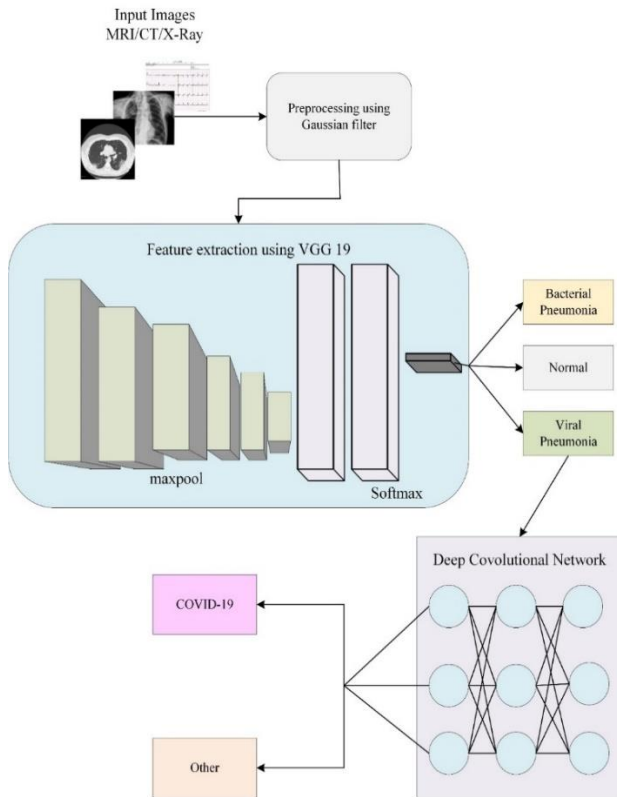 Input Images
MRI/CT/X-Ray
Preprocessing using
Gaussian filter
Feature extraction using VGG 19
maxpool
Softmax
Bacterial
Pneumonia
Normal
Viral
Pneumonia
Deep Covolutional Network
COVID-19
Other